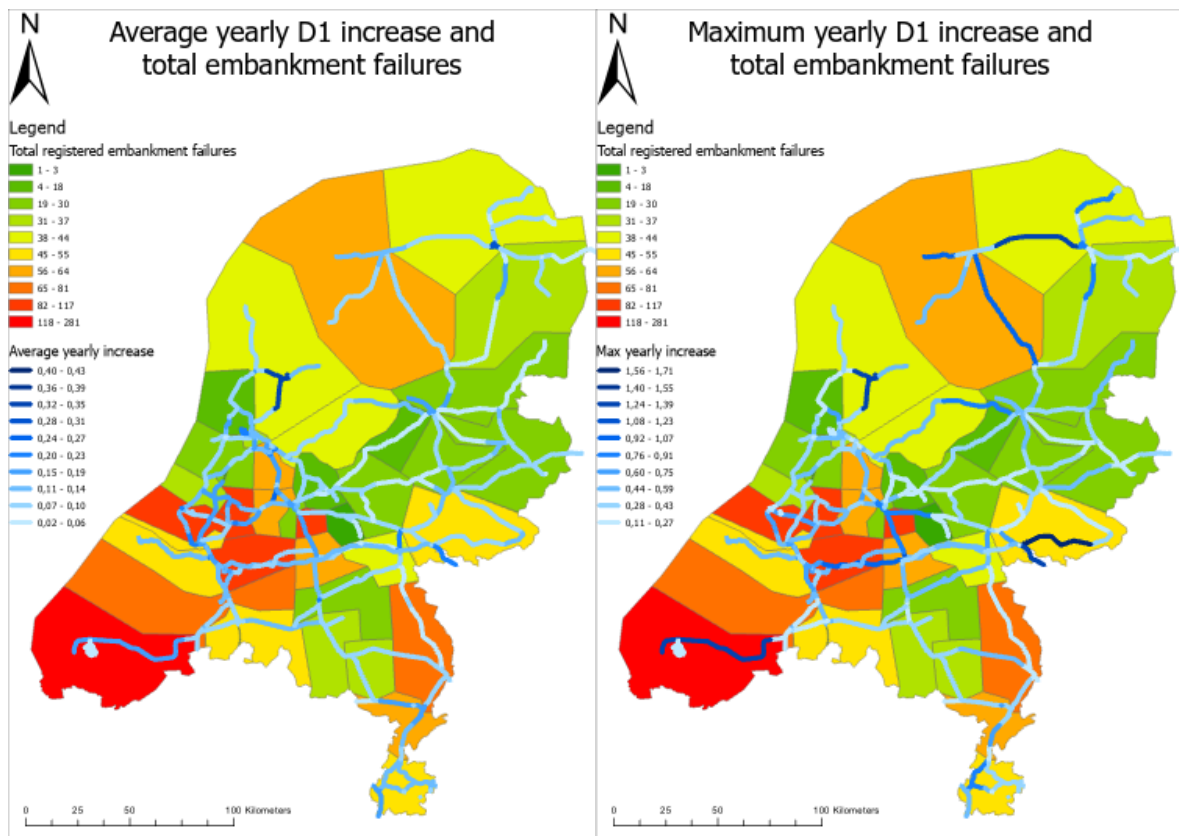 N
Average yearly D1 increase and
total embankment failures
Legend
Total registered embankment failures
1 - 3
4 - 18
19 - 30
31 - 37
38 - 44
45 - 55
56 - 64
65 - 81
82 - 117
118 - 281
Average yearly increase
0,40 - 0,43
0,36 - 0,39
0,32 - 0,35
0,28 - 0,31
0,24 - 0,27
0,20 - 0,23
0,15 - 0,19
0,11 - 0,14
0,07 - 0,10
0,02 - 0,06
0 25 50 100 Kilometers
N
Maximum yearly D1 increase and
total embankment failures
Legend
Total registered embankment failures
1 - 3
4 - 18
19 - 30
31 - 37
38 - 44
45 - 55
56 - 64
65 - 81
82 - 117
118 - 281
Max yearly increase
1,56 - 1,71
1,40 - 1,55
1,24 - 1,39
1,08 - 1,23
0,92 - 1,07
0,76 - 0,91
0,60 - 0,75
0,44 - 0,59
0,28 - 0,43
0,11 - 0,27
0 25 50 100 Kilometers